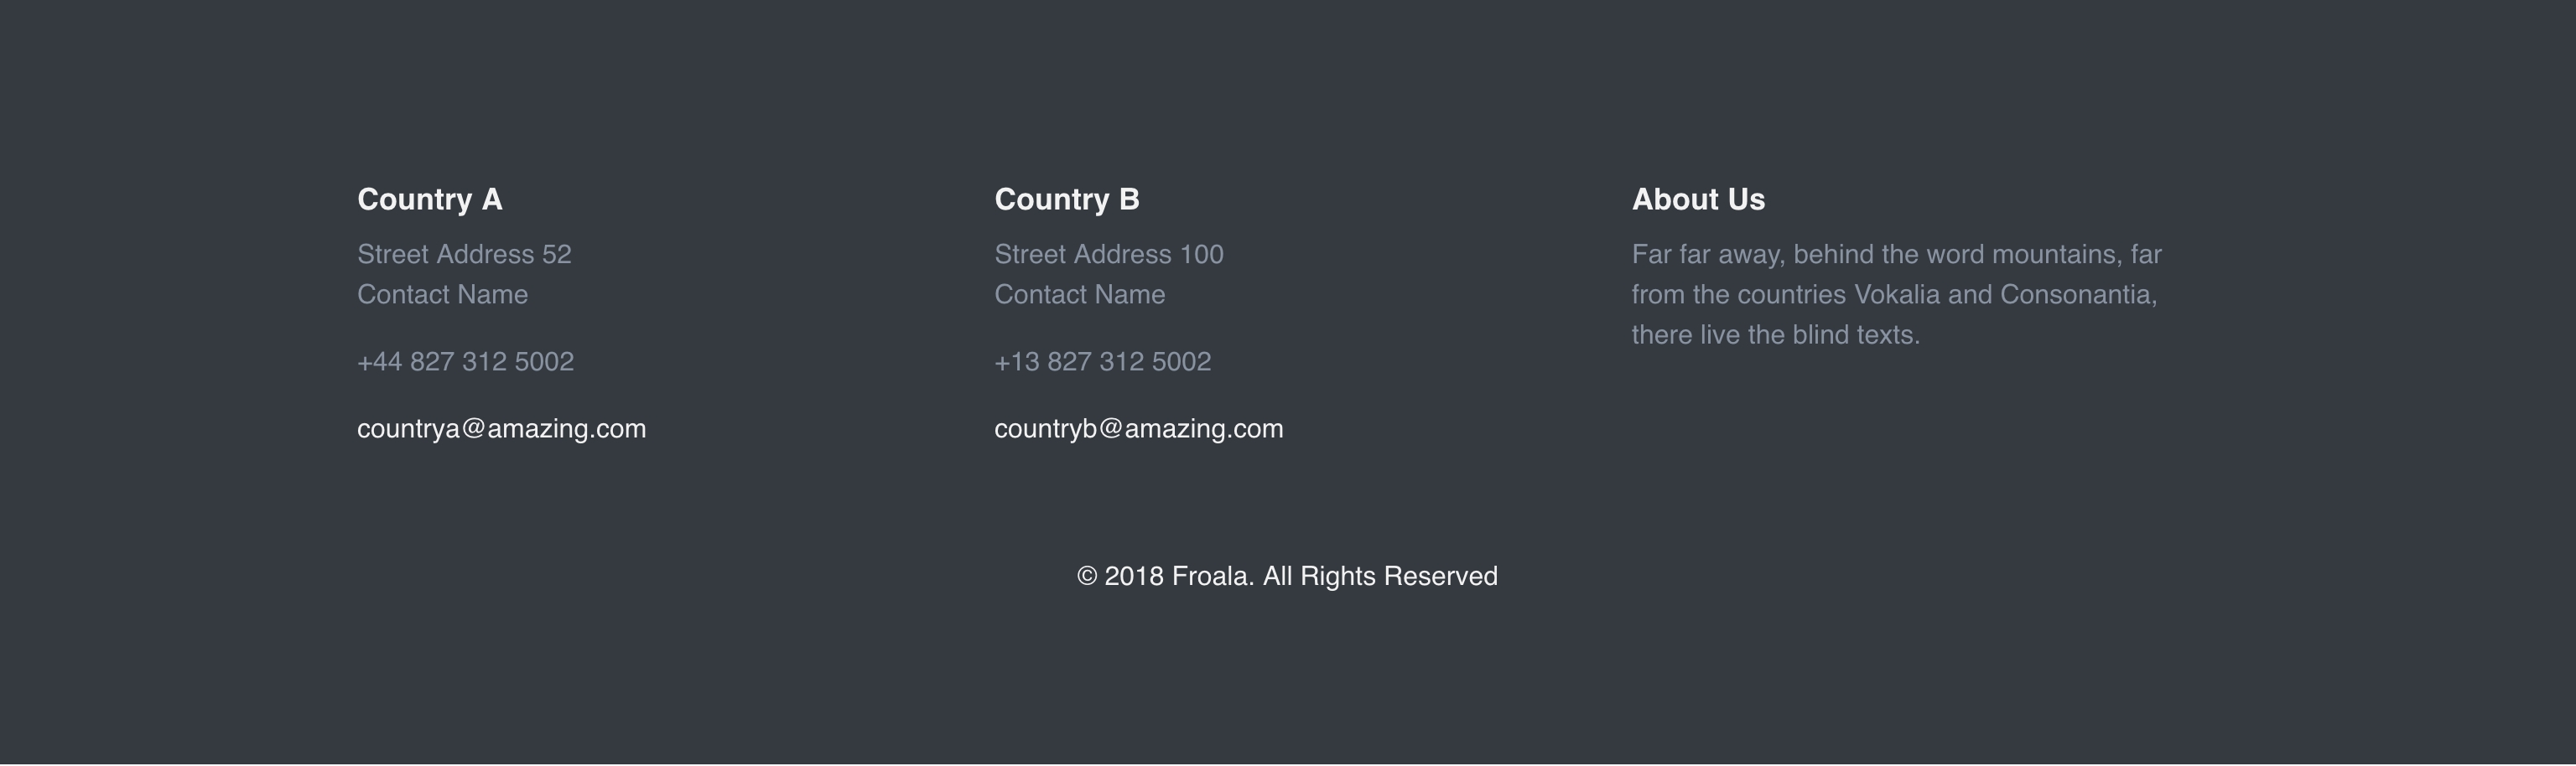 Country A
Street Address 52
Contact Name
+44 827 312 5002
countrya@amazing.com
Country B
Street Address 100
Contact Name
+13 827 312 5002
countryb@amazing.com
About Us
Far far away, behind the word mountains, far
from the countries Vokalia and Consonantia,
there live the blind texts.
© 2018 Froala. All Rights Reserved